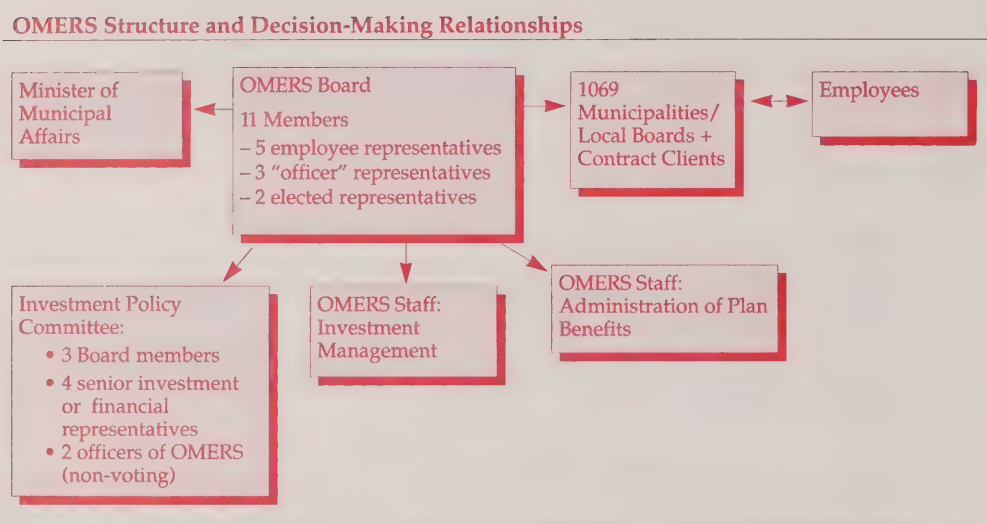 OMERS Structure and Decision-Making Relationships
Minister of
Municipal
Affairs
OMERS Board
11 Members
– 5 employee representatives
– 3 "officer" representatives
– 2 elected representatives
1069
Municipalities/
Local Boards +
Contract Clients
Employees
Investment Policy
Committee:
• 3 Board members
• 4 senior investment
or financial
representatives
• 2 officers of OMERS
(non-voting)
OMERS Staff:
Investment
Management
OMERS Staff:
Administration of Plan
Benefits